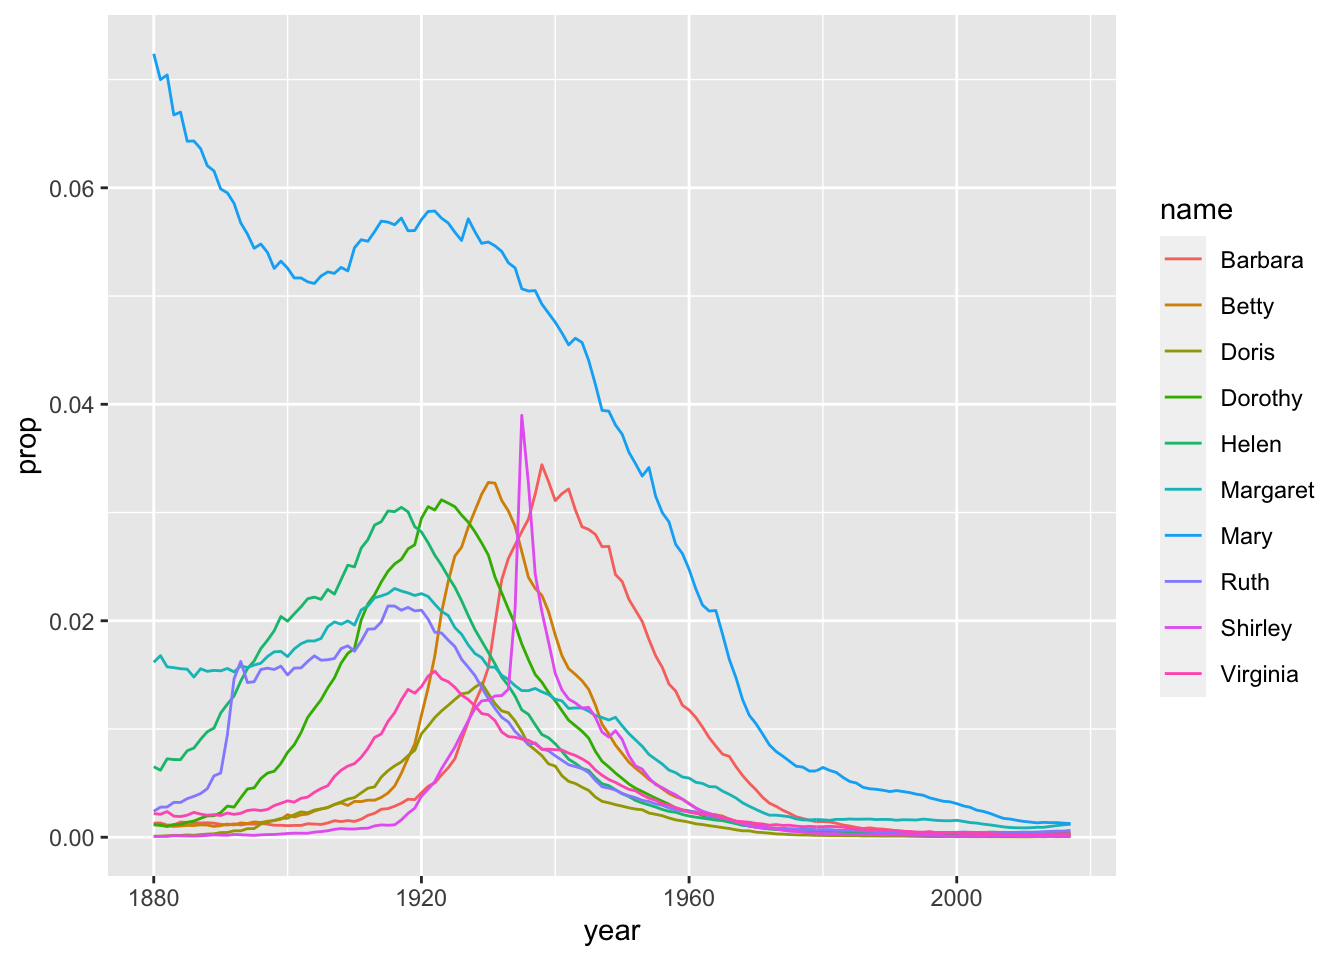 0.06
0.04
0.02
0.00
prop
1880
1920
1960
2000
year
name
Barbara
Betty
Doris
Dorothy
Helen
Margaret
Mary
Ruth
Shirley
Virginia